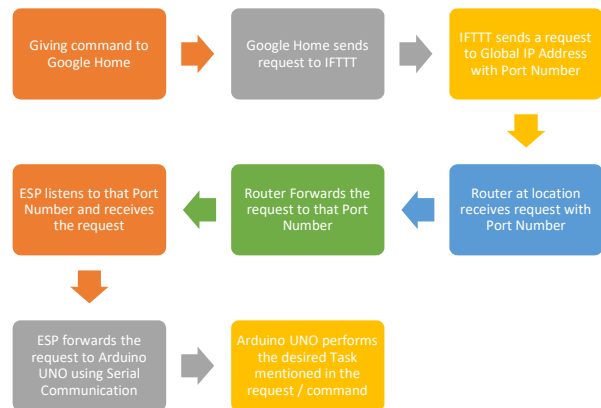 Giving command to
Google Home
Google Home sends
request to IFTTT
IFTTT sends a request
to Global IP Address
with Port Number
Router at location
receives request with
Port Number
Router Forwards the
request to that Port
Number
ESP listens to that Port
Number and receives
the request
ESP forwards the
request to Arduino
UNO using Serial
Communication
Arduino UNO performs
the desired Task
mentioned in the
request / command